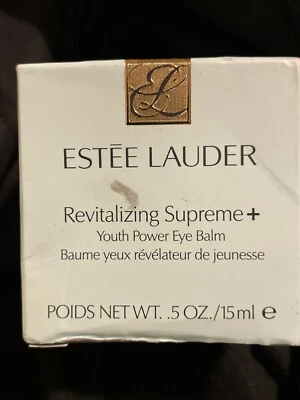 EL
ESTĒE LAUDER
Revitalizing Supreme+
Youth Power Eye Balm
Baume yeux révélateur de jeunesse
POIDS NET WT. .5 OZ./15ml ℮